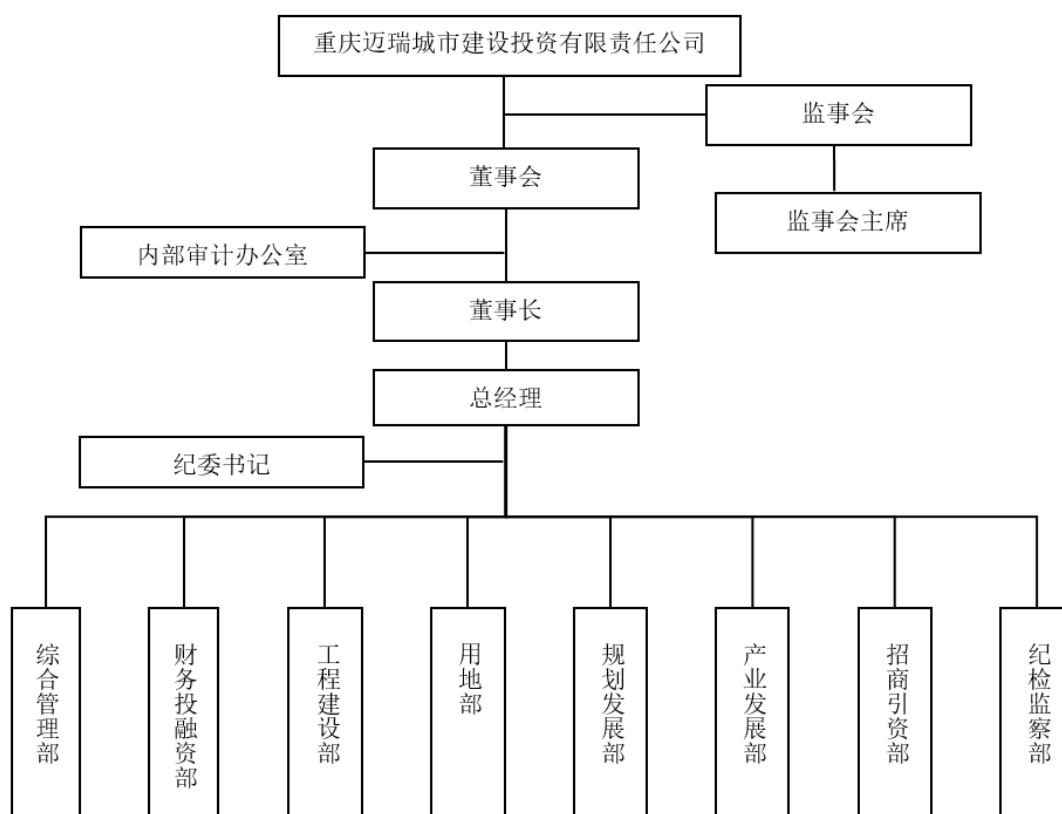 重庆迈瑞城市建设投资有限责任公司
监事会
董事会
监事会主席
内部审计办公室
董事长
总经理
纪委书记
综合管理部
财务投融资部
工程建设部
用地部
规划发展部
产业发展部
招商引资部
纪检监察部